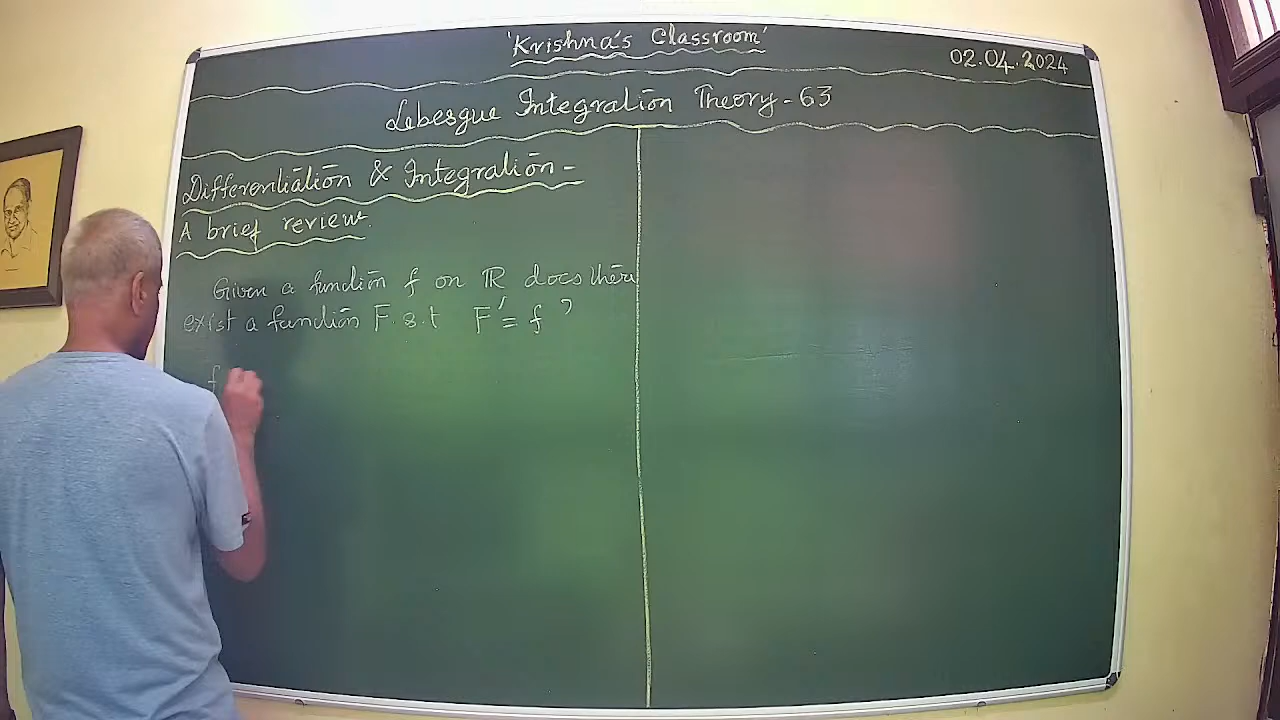 'Krishna's Classroom'
02.04.2024
Lebesgue Integration Theory - 63
Differentiation & Integration -
A brief review.
Given a function f on ℝ does there
exist a function F s.t F' = f ?
f